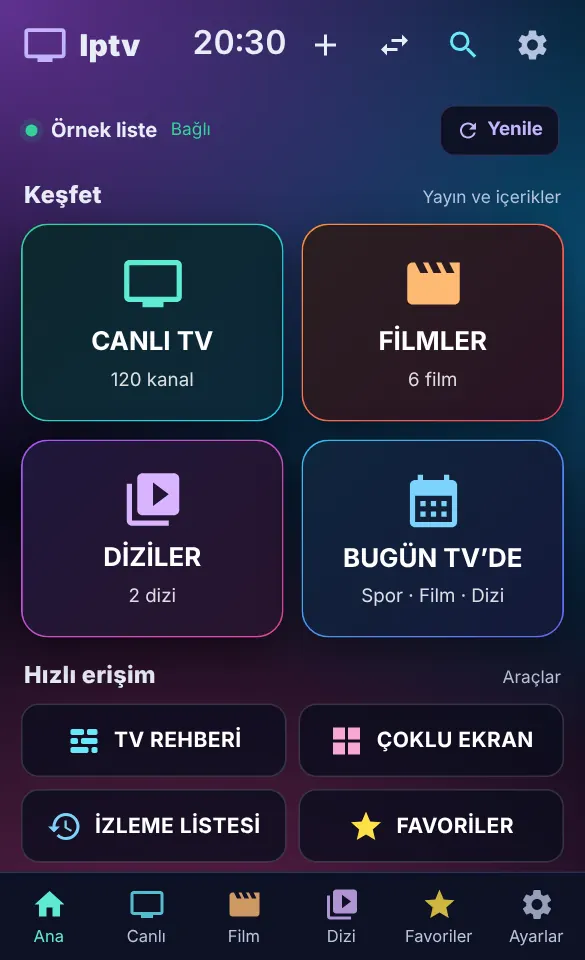 Iptv 20:30
Örnek liste Bağlı Yenile
Keşfet Yayın ve içerikler
CANLI TV
120 kanal
FİLMLER
6 film
DİZİLER
2 dizi
BUGÜN TV’DE
Spor · Film · Dizi
Hızlı erişim Araçlar
TV REHBERİ
ÇOKLU EKRAN
İZLEME LİSTESİ
FAVORİLER
Ana Canlı Film Dizi Favoriler Ayarlar